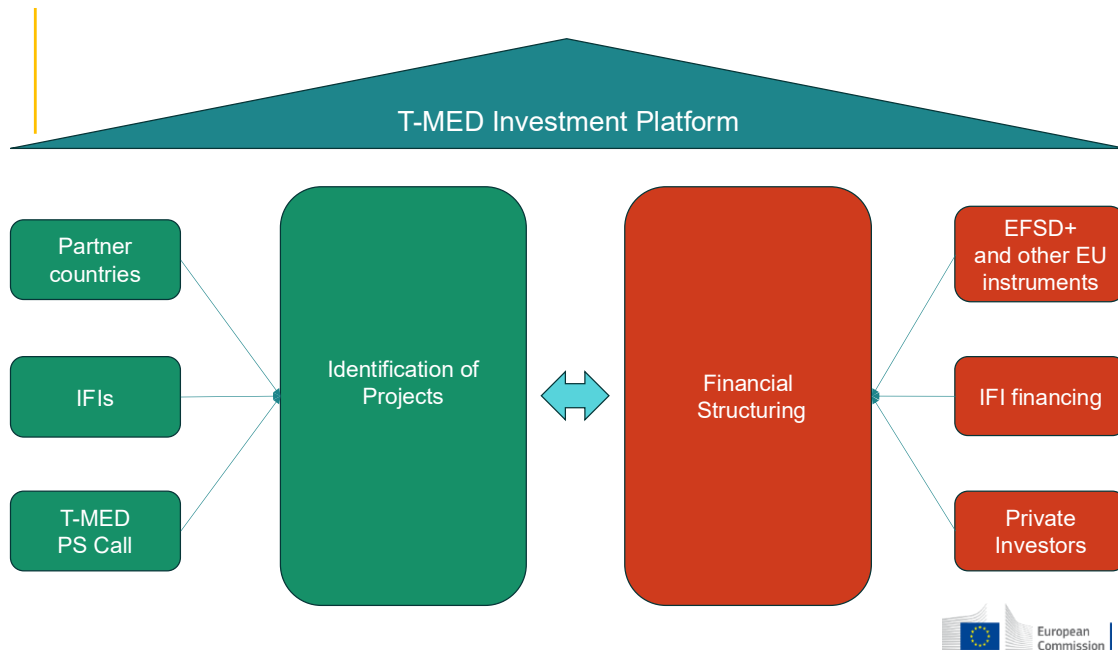 T-MED Investment Platform
Partner
countries
IFIs
T-MED
PS Call
Identification of
Projects
Financial
Structuring
EFSD+
and other EU
instruments
IFI financing
Private
Investors
European
Commission